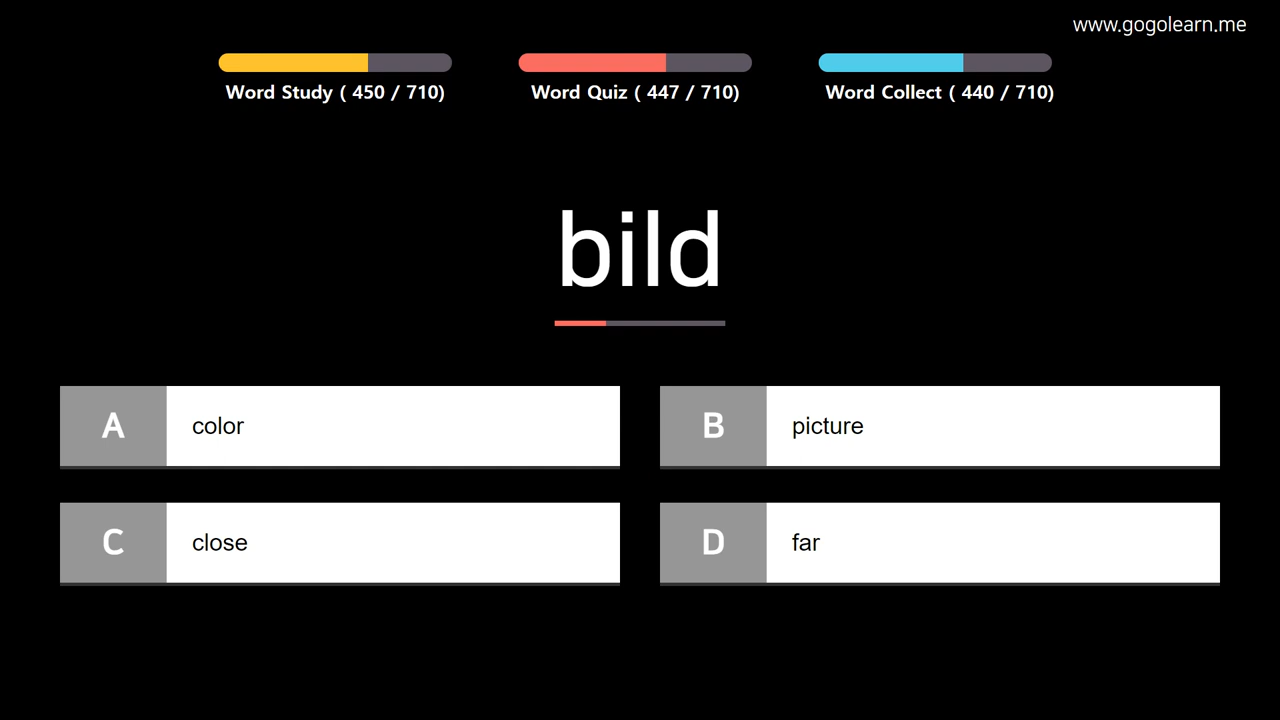 www.gogolearn.me
Word Study ( 450 / 710)
Word Quiz ( 447 / 710)
Word Collect ( 440 / 710)
bild
A color
B picture
C close
D far